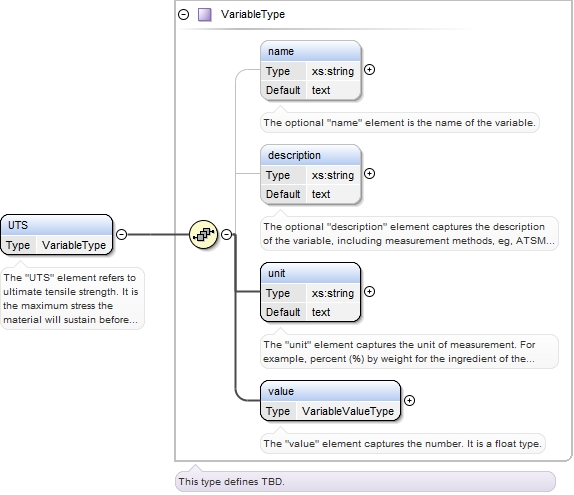 VariableType
name
Type xs:string
Default text
The optional "name" element is the name of the variable.
description
Type xs:string
Default text
The optional "description" element captures the description
of the variable, including measurement methods, eg, ATSM...
UTS
Type VariableType
The "UTS" element refers to
ultimate tensile strength. It is
the maximum stress the
material will sustain before...
unit
Type xs:string
Default text
The "unit" element captures the unit of measurement. For
example, percent (%) by weight for the ingredient of the...
value
Type VariableValueType
The "value" element captures the number. It is a float type.
This type defines TBD.